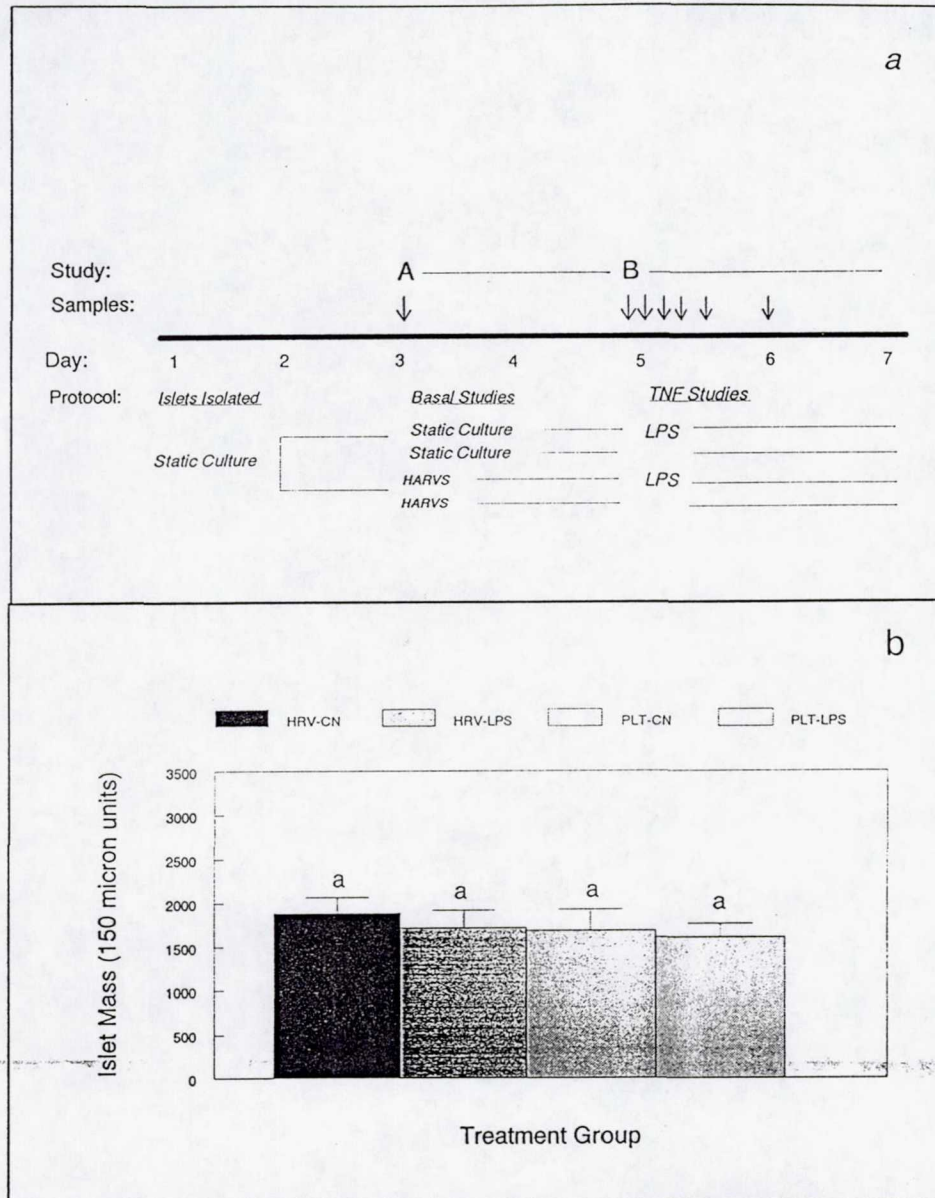 a
Study: A B
Samples:
Day: 1 2 3 4 5 6 7
Protocol: Islets Isolated Basal Studies TNF Studies
Static Culture LPS
Static Culture Static Culture
HARVS LPS
HARVS
b
HRV-CN HRV-LPS PLT-CN PLT-LPS
Islet Mass (150 micron units)
3500
3000
2500
2000
1500
1000
500
0
a a a a
Treatment Group